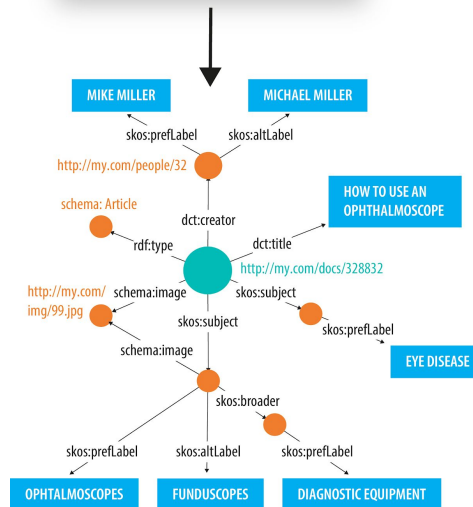 MIKE MILLER
MICHAEL MILLER
skos:prefLabel
skos:altLabel
http://my.com/people/32
schema: Article
dct:creator
HOW TO USE AN
OPHTHALMOSCOPE
rdf:type
dct:title
http://my.com/docs/328832
http://my.com/
img/99.jpg
schema:image
skos:subject
skos:subject
skos:prefLabel
schema:image
EYE DISEASE
skos:broader
skos:prefLabel
skos:altLabel
skos:prefLabel
OPHTALMOSCOPES
FUNDUSCOPES
DIAGNOSTIC EQUIPMENT